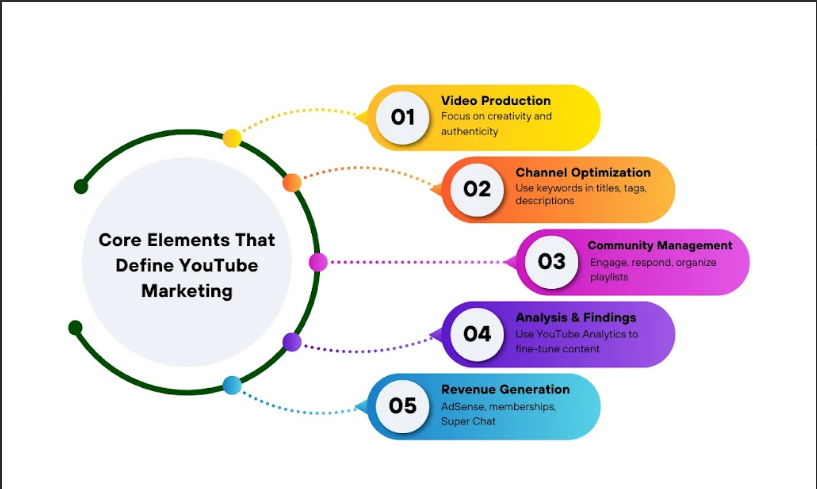 Core Elements That
Define YouTube
Marketing
01
Video Production
Focus on creativity and
authenticity
02
Channel Optimization
Use keywords in titles, tags,
descriptions
03
Community Management
Engage, respond, organize
playlists
04
Analysis & Findings
Use YouTube Analytics to
fine-tune content
05
Revenue Generation
AdSense, memberships,
Super Chat